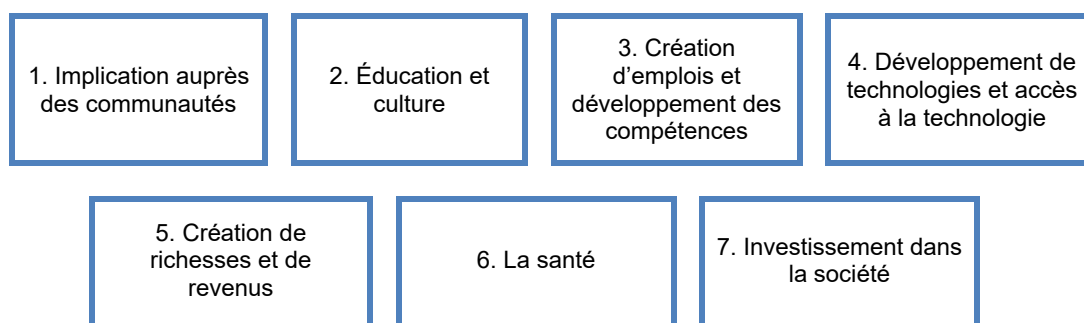 1. Implication auprès
des communautés
2. Éducation et
culture
3. Création
d’emplois et
développement des
compétences
4. Développement de
technologies et accès
à la technologie
5. Création de
richesses et de
revenus
6. La santé
7. Investissement dans
la société